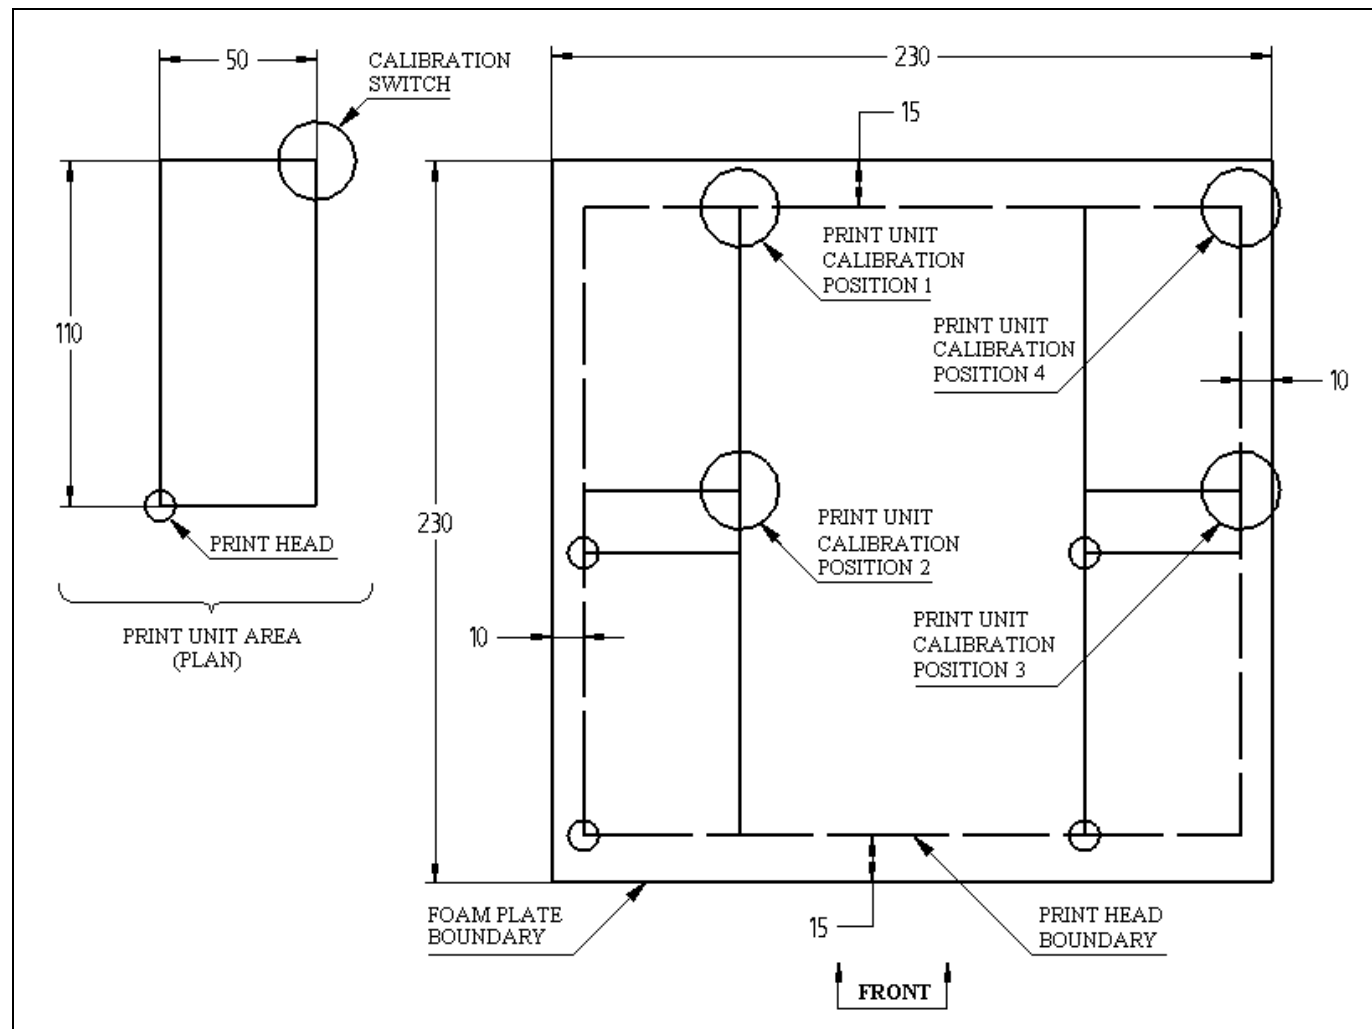 50
CALIBRATION
SWITCH
110
PRINT HEAD
PRINT UNIT AREA
(PLAN)
230
15
PRINT UNIT
CALIBRATION
POSITION 1
PRINT UNIT
CALIBRATION
POSITION 4
10
230
PRINT UNIT
CALIBRATION
POSITION 2
10
PRINT UNIT
CALIBRATION
POSITION 3
FOAM PLATE
BOUNDARY
15
PRINT HEAD
BOUNDARY
FRONT